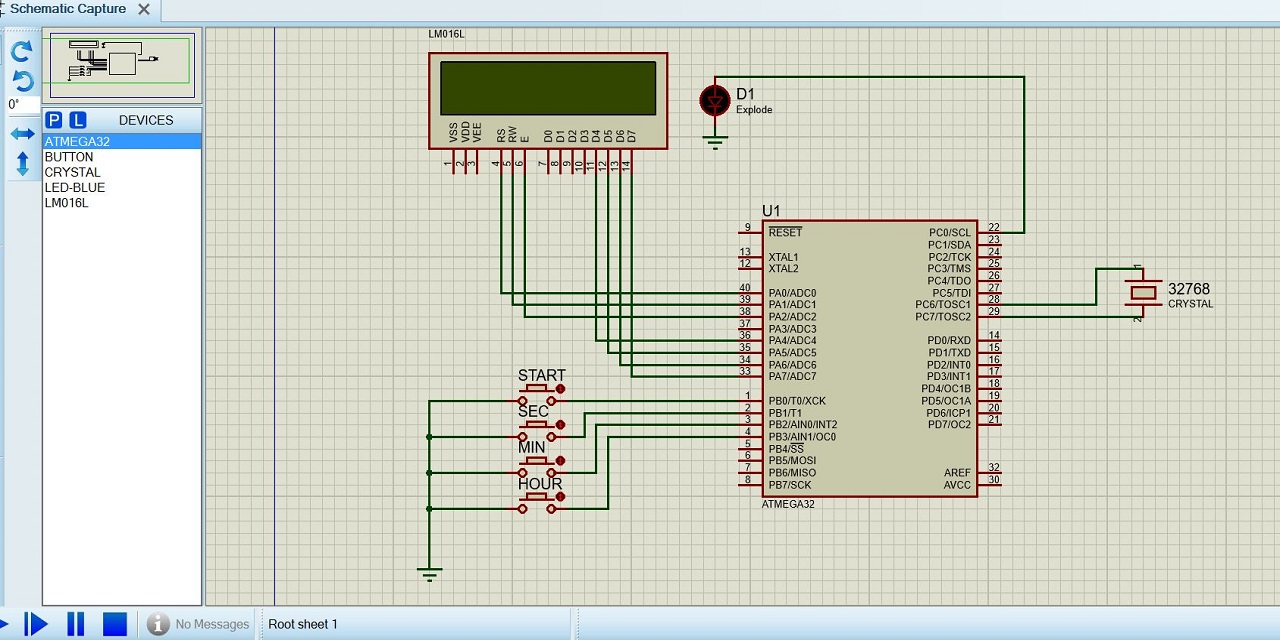 Schematic Capture
0°
P L DEVICES
ATMEGA32
BUTTON
CRYSTAL
LED-BLUE
LM016L
LM016L
VSS VDD VEE RS RW E D0 D1 D2 D3 D4 D5 D6 D7
1 2 3 4 5 6 7 8 9 10 11 12 13 14
D1
Explode
U1
9 RESET
13 XTAL1
12 XTAL2
40 PA0/ADC0
39 PA1/ADC1
38 PA2/ADC2
37 PA3/ADC3
36 PA4/ADC4
35 PA5/ADC5
34 PA6/ADC6
33 PA7/ADC7
1 PB0/T0/XCK
2 PB1/T1
3 PB2/AIN0/INT2
4 PB3/AIN1/OC0
5 PB4/SS
6 PB5/MOSI
7 PB6/MISO
8 PB7/SCK
PC0/SCL 22
PC1/SDA 23
PC2/TCK 24
PC3/TMS 25
PC4/TDO 26
PC5/TDI 27
PC6/TOSC1 28
PC7/TOSC2 29
PD0/RXD 14
PD1/TXD 15
PD2/INT0 16
PD3/INT1 17
PD4/OC1B 18
PD5/OC1A 19
PD6/ICP1 20
PD7/OC2 21
AREF 32
AVCC 30
ATMEGA32
1
2
32768
CRYSTAL
START
SEC
MIN
HOUR
No Messages
Root sheet 1